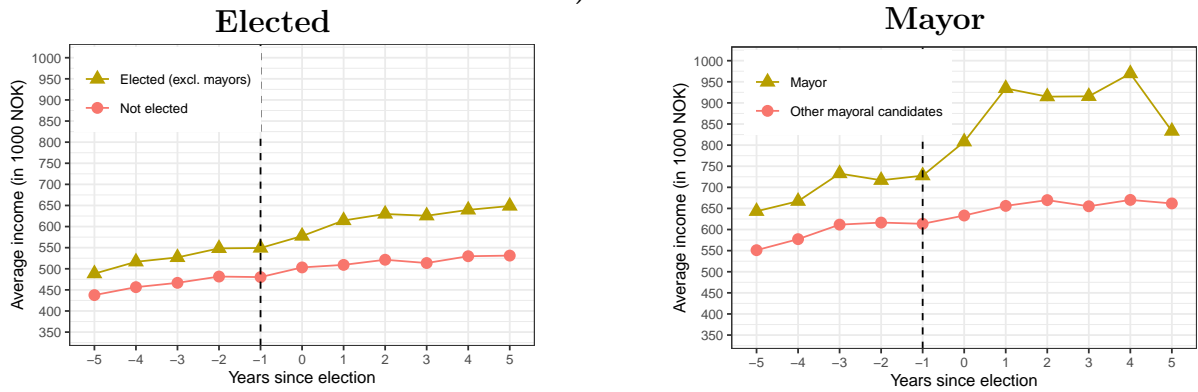 Elected
Average income (in 1000 NOK)
1000
950
900
850
800
750
700
650
600
550
500
450
400
350
Elected (excl. mayors)
Not elected
−5 −4 −3 −2 −1 0 1 2 3 4 5
Years since election
Mayor
Average income (in 1000 NOK)
1000
950
900
850
800
750
700
650
600
550
500
450
400
350
Mayor
Other mayoral candidates
−5 −4 −3 −2 −1 0 1 2 3 4 5
Years since election